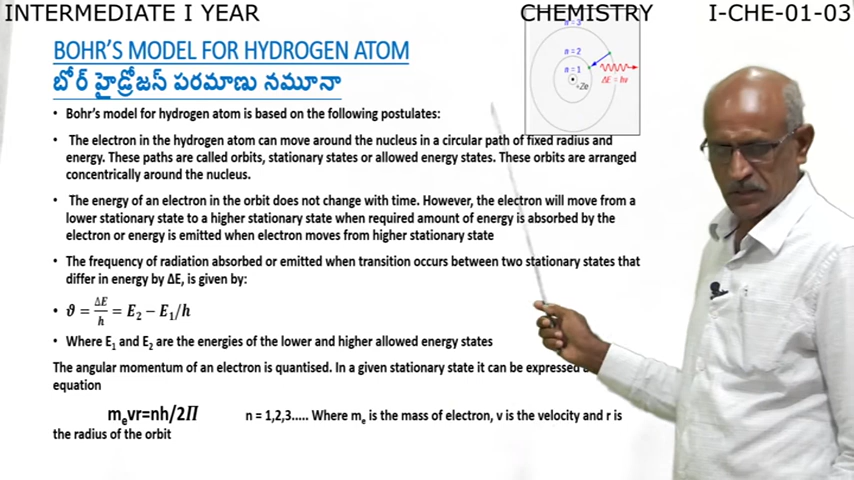 INTERMEDIATE I YEAR
CHEMISTRY
I-CHE-01-03
BOHR'S MODEL FOR HYDROGEN ATOM
బోర్ హైడ్రోజన్ పరమాణు నమూనా
n = 3
n = 2
n = 1
+Ze
ΔE = hν
• Bohr's model for hydrogen atom is based on the following postulates:
• The electron in the hydrogen atom can move around the nucleus in a circular path of fixed radius and
energy. These paths are called orbits, stationary states or allowed energy states. These orbits are arranged
concentrically around the nucleus.
• The energy of an electron in the orbit does not change with time. However, the electron will move from a
lower stationary state to a higher stationary state when required amount of energy is absorbed by the
electron or energy is emitted when electron moves from higher stationary state
• The frequency of radiation absorbed or emitted when transition occurs between two stationary states that
differ in energy by ΔE, is given by:
• ϑ = ΔE/h = E₂ − E₁/h
• Where E₁ and E₂ are the energies of the lower and higher allowed energy states
The angular momentum of an electron is quantised. In a given stationary state it can be expressed
equation
mₑvr=nh/2Π n = 1,2,3..... Where mₑ is the mass of electron, v is the velocity and r is
the radius of the orbit